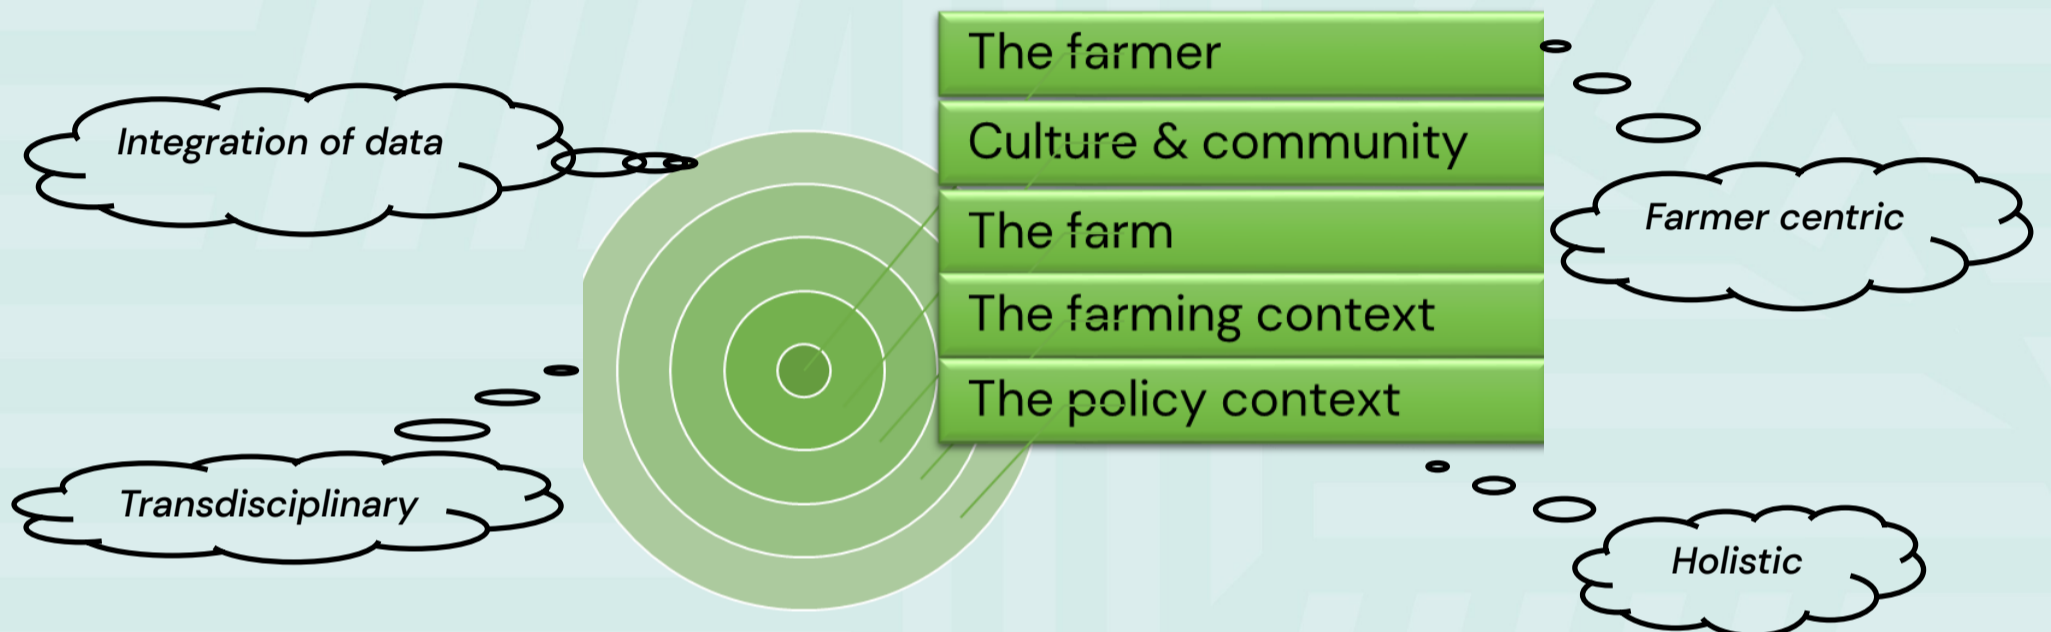 Integration of data
Transdisciplinary
The farmer
Culture & community
The farm
The farming context
The policy context
Farmer centric
Holistic